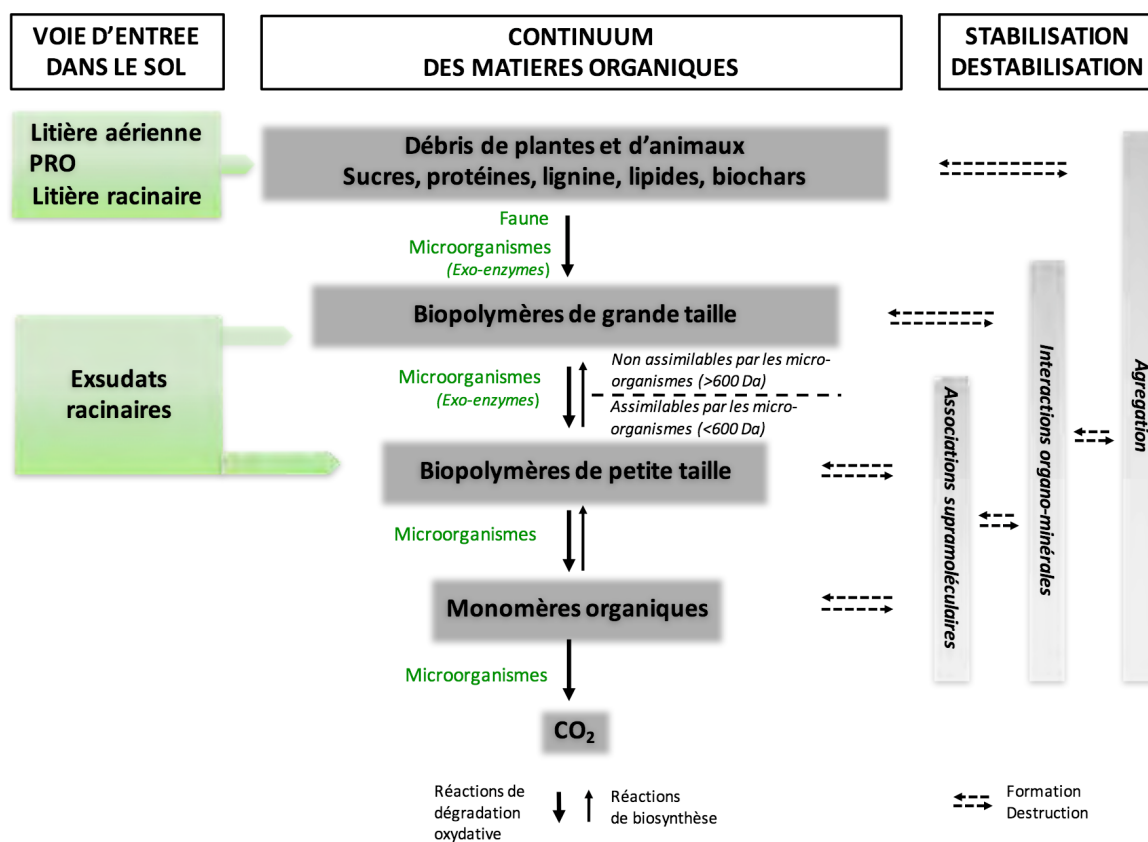 VOIE D'ENTREE
DANS LE SOL
CONTINUUM
DES MATIERES ORGANIQUES
STABILISATION
DESTABILISATION
Litière aérienne
PRO
Litière racinaire
Débris de plantes et d'animaux
Sucres, protéines, lignine, lipides, biochars
Faune
Microorganismes
(Exo-enzymes)
Biopolymères de grande taille
Exsudats
racinaires
Microorganismes
(Exo-enzymes)
Non assimilables par les micro-
organismes (>600 Da)
Assimilables par les micro-
organismes (<600 Da)
Biopolymères de petite taille
Microorganismes
Monomères organiques
Microorganismes
CO₂
Associations supramoléculaires
Interactions organo-minérales
Agregation
Réactions de
dégradation
oxydative
Réactions
de biosynthèse
Formation
Destruction